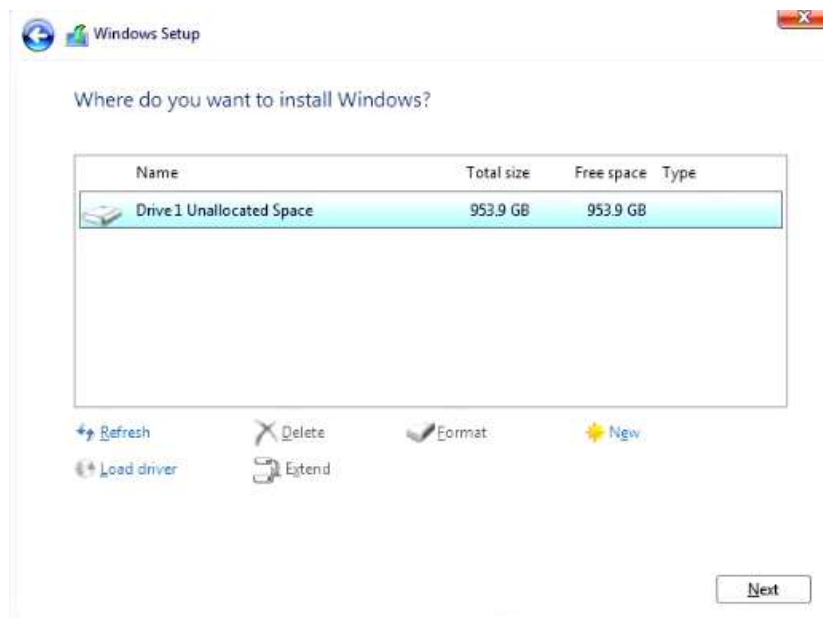 Windows Setup
Where do you want to install Windows?
Name Total size Free space Type
Drive 1 Unallocated Space 953.9 GB 953.9 GB
Refresh Delete Format New
Load driver Extend
Next